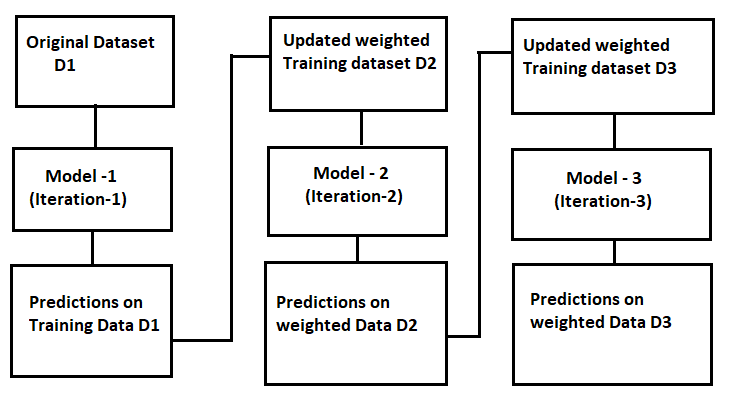 Original Dataset
D1
Model -1
(Iteration-1)
Predictions on
Training Data D1
Updated weighted
Training dataset D2
Model - 2
(Iteration-2)
Predictions on
weighted Data D2
Updated weighted
Training dataset D3
Model - 3
(Iteration-3)
Predictions on
weighted Data D3